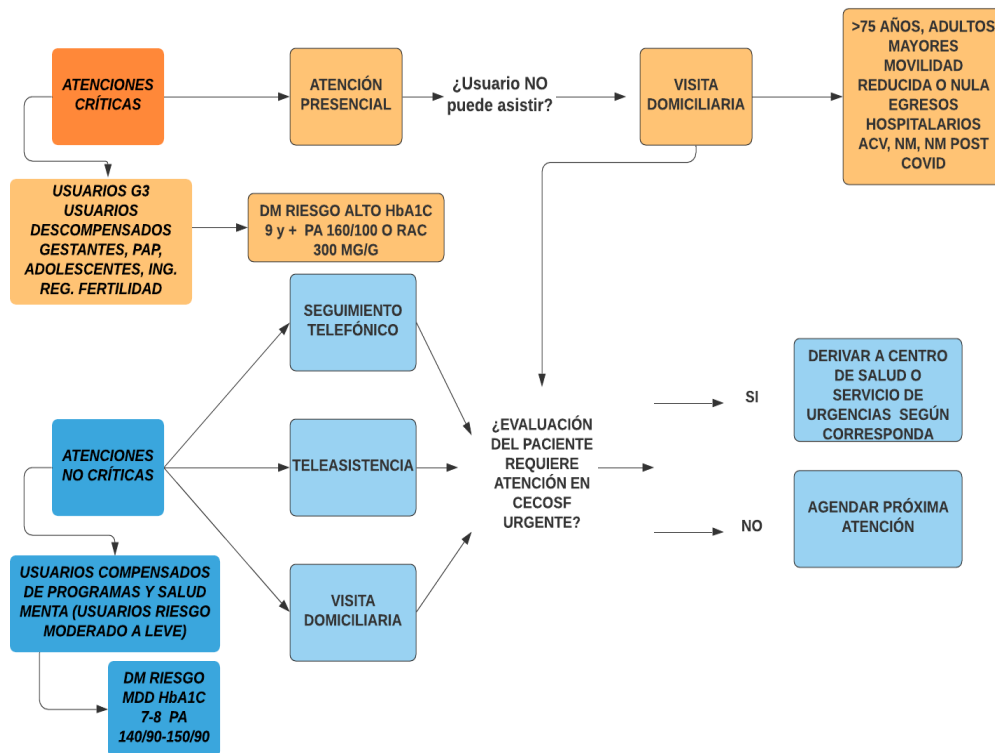 ATENCIONES
CRÍTICAS
ATENCIÓN
PRESENCIAL
¿Usuario NO
puede asistir?
VISITA
DOMICILIARIA
>75 AÑOS, ADULTOS
MAYORES
MOVILIDAD
REDUCIDA O NULA
EGRESOS
HOSPITALARIOS
ACV, NM, NM POST
COVID
USUARIOS G3
USUARIOS
DESCOMPENSADOS
GESTANTES, PAP,
ADOLESCENTES, ING.
REG. FERTILIDAD
DM RIESGO ALTO HbA1C
9 y + PA 160/100 O RAC
300 MG/G
SEGUIMIENTO
TELEFÓNICO
ATENCIONES
NO CRÍTICAS
TELEASISTENCIA
VISITA
DOMICILIARIA
¿EVALUACIÓN
DEL PACIENTE
REQUIERE
ATENCIÓN EN
CECOSF
URGENTE?
SI
DERIVAR A CENTRO
DE SALUD O
SERVICIO DE
URGENCIAS SEGÚN
CORRESPONDA
NO
AGENDAR PRÓXIMA
ATENCIÓN
USUARIOS COMPENSADOS
DE PROGRAMAS Y SALUD
MENTA (USUARIOS RIESGO
MODERADO A LEVE)
DM RIESGO
MDD HbA1C
7-8 PA
140/90-150/90